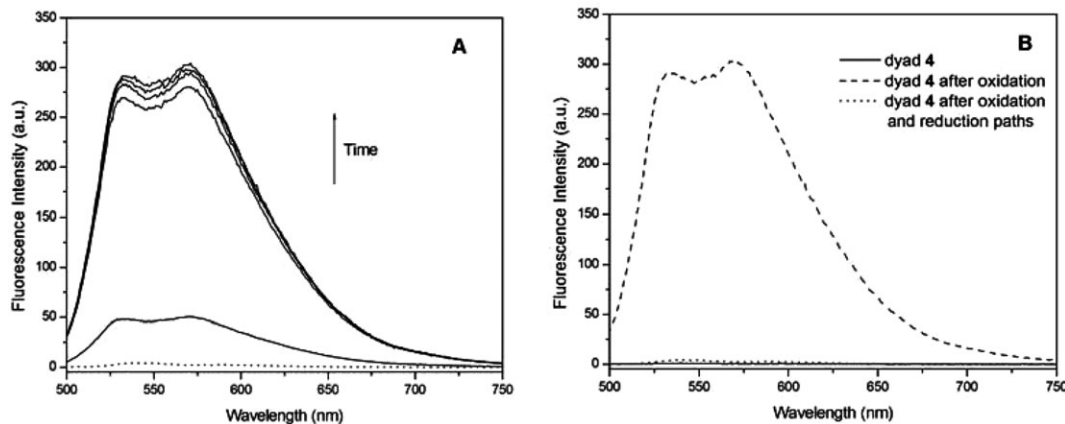 A
350
300
250
200
150
100
50
0
500
550
600
650
700
750
Fluorescence Intensity (a.u.)
Wavelength (nm)
Time
B
dyad 4
dyad 4 after oxidation
dyad 4 after oxidation
and reduction paths
350
300
250
200
150
100
50
0
500
550
600
650
700
750
Fluorescence Intensity (a.u.)
Wavelength (nm)